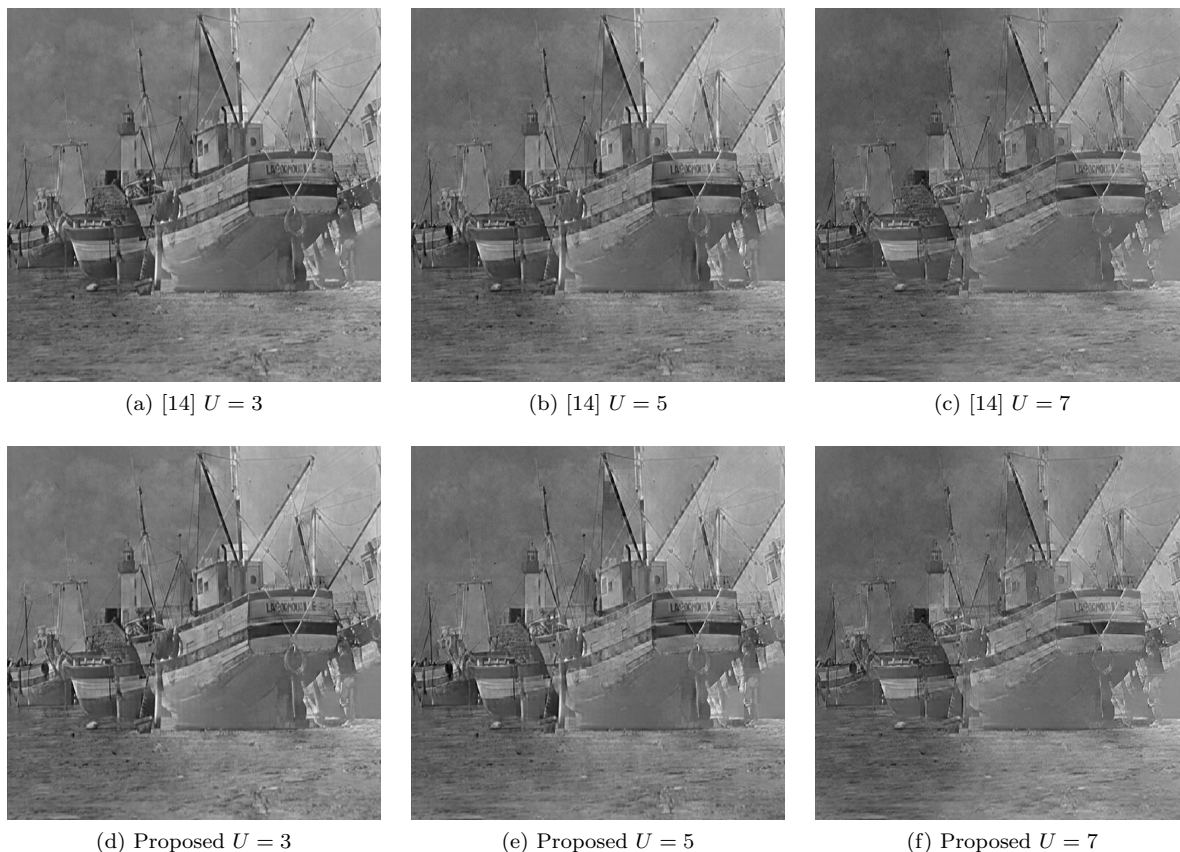 (a) [14] U = 3
(b) [14] U = 5
(c) [14] U = 7
(d) Proposed U = 3
(e) Proposed U = 5
(f) Proposed U = 7